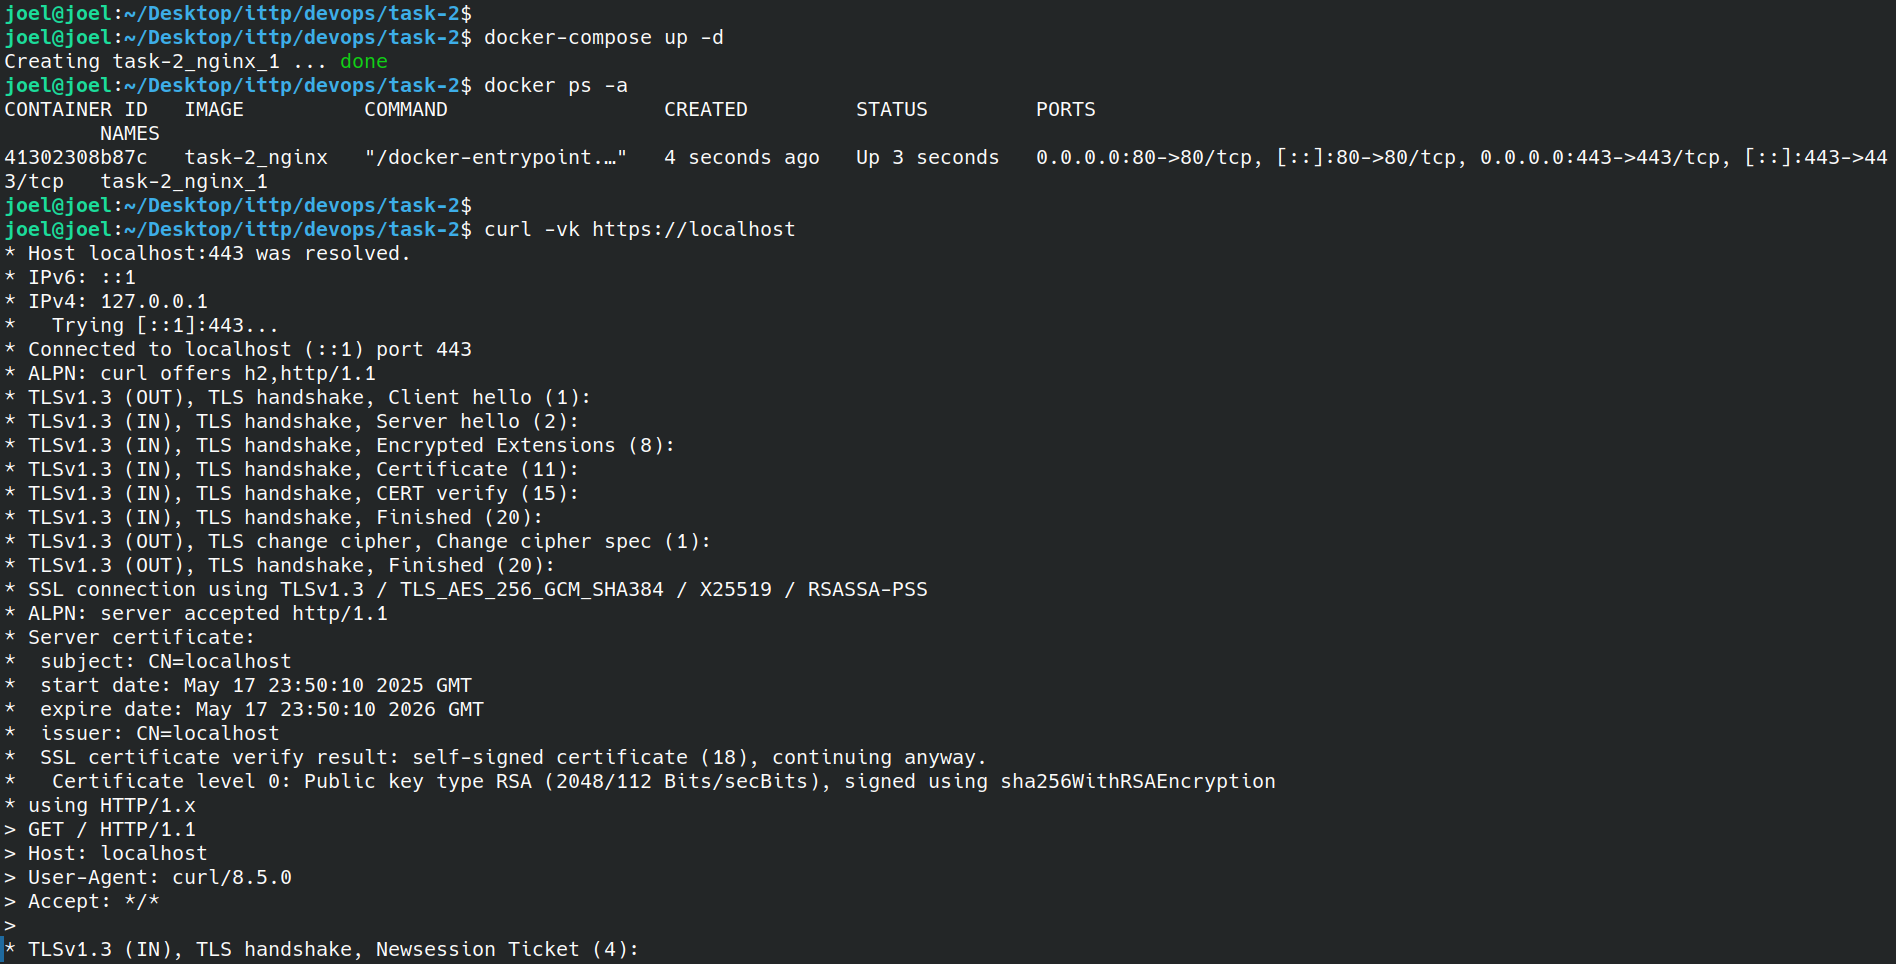 joel@joel:~/Desktop/ittp/devops/task-2$
joel@joel:~/Desktop/ittp/devops/task-2$ docker-compose up -d
Creating task-2_nginx_1 ... done
joel@joel:~/Desktop/ittp/devops/task-2$ docker ps -a
CONTAINER ID   IMAGE          COMMAND                  CREATED         STATUS         PORTS
        NAMES
41302308b87c   task-2_nginx   "/docker-entrypoint.…"   4 seconds ago   Up 3 seconds   0.0.0.0:80->80/tcp, [::]:80->80/tcp, 0.0.0.0:443->443/tcp, [::]:443->44
3/tcp   task-2_nginx_1
joel@joel:~/Desktop/ittp/devops/task-2$
joel@joel:~/Desktop/ittp/devops/task-2$ curl -vk https://localhost
* Host localhost:443 was resolved.
* IPv6: ::1
* IPv4: 127.0.0.1
*   Trying [::1]:443...
* Connected to localhost (::1) port 443
* ALPN: curl offers h2,http/1.1
* TLSv1.3 (OUT), TLS handshake, Client hello (1):
* TLSv1.3 (IN), TLS handshake, Server hello (2):
* TLSv1.3 (IN), TLS handshake, Encrypted Extensions (8):
* TLSv1.3 (IN), TLS handshake, Certificate (11):
* TLSv1.3 (IN), TLS handshake, CERT verify (15):
* TLSv1.3 (IN), TLS handshake, Finished (20):
* TLSv1.3 (OUT), TLS change cipher, Change cipher spec (1):
* TLSv1.3 (OUT), TLS handshake, Finished (20):
* SSL connection using TLSv1.3 / TLS_AES_256_GCM_SHA384 / X25519 / RSASSA-PSS
* ALPN: server accepted http/1.1
* Server certificate:
*  subject: CN=localhost
*  start date: May 17 23:50:10 2025 GMT
*  expire date: May 17 23:50:10 2026 GMT
*  issuer: CN=localhost
*  SSL certificate verify result: self-signed certificate (18), continuing anyway.
*   Certificate level 0: Public key type RSA (2048/112 Bits/secBits), signed using sha256WithRSAEncryption
* using HTTP/1.x
> GET / HTTP/1.1
> Host: localhost
> User-Agent: curl/8.5.0
> Accept: */*
>
* TLSv1.3 (IN), TLS handshake, Newsession Ticket (4):